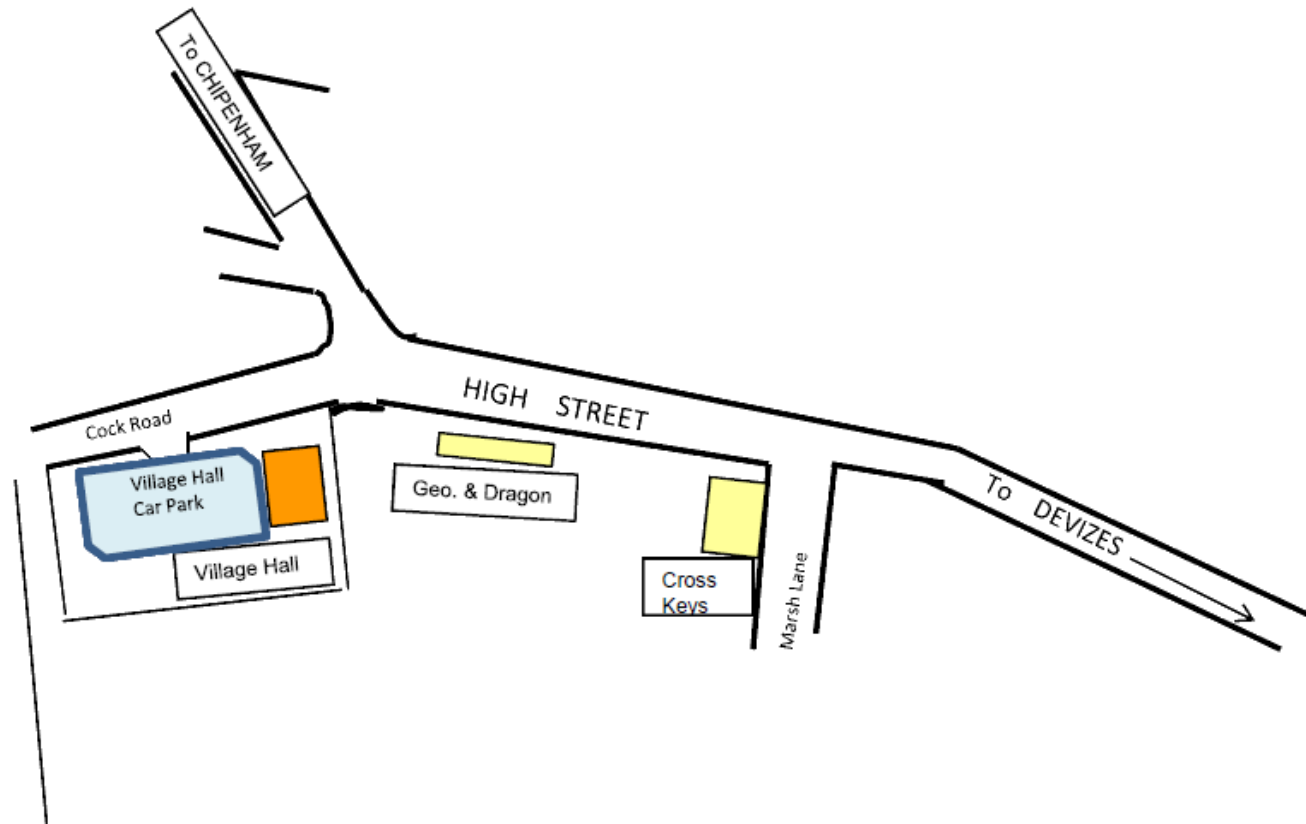 To CHIPENHAM
HIGH STREET
Cock Road
Village Hall
Car Park
Geo. & Dragon
To DEVIZES
Village Hall
Cross
Keys
Marsh Lane